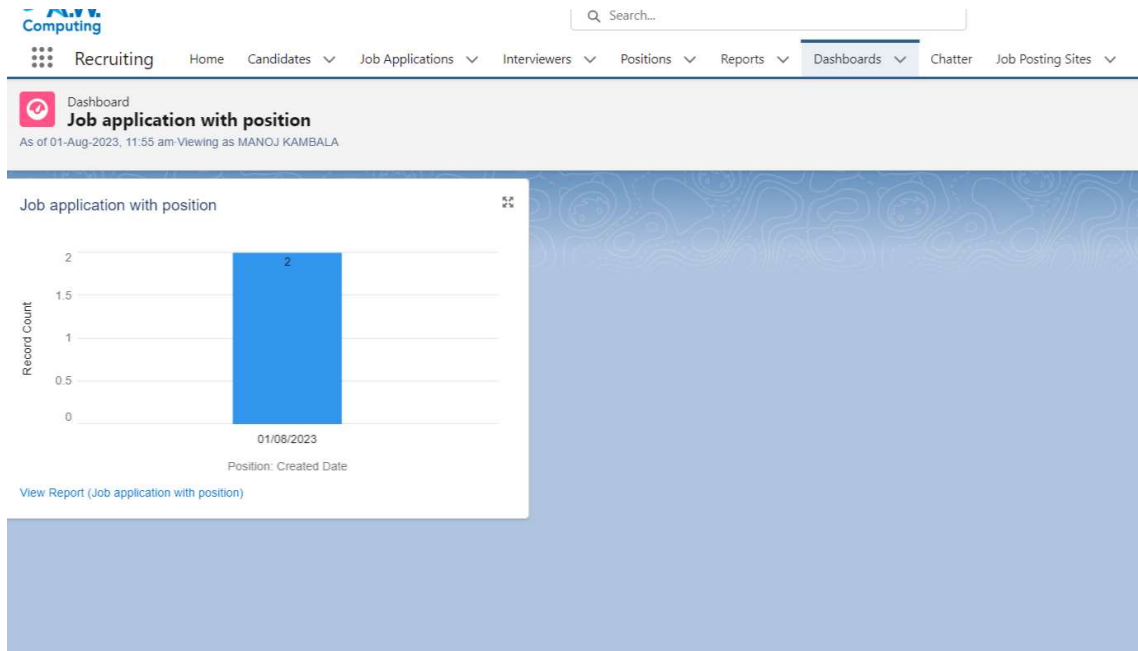 Computing
Search...
Recruiting Home Candidates Job Applications Interviewers Positions Reports Dashboards Chatter Job Posting Sites
Dashboard
Job application with position
As of 01-Aug-2023, 11:55 am·Viewing as MANOJ KAMBALA
Job application with position
2
2
1.5
1
0.5
0
Record Count
01/08/2023
Position: Created Date
View Report (Job application with position)